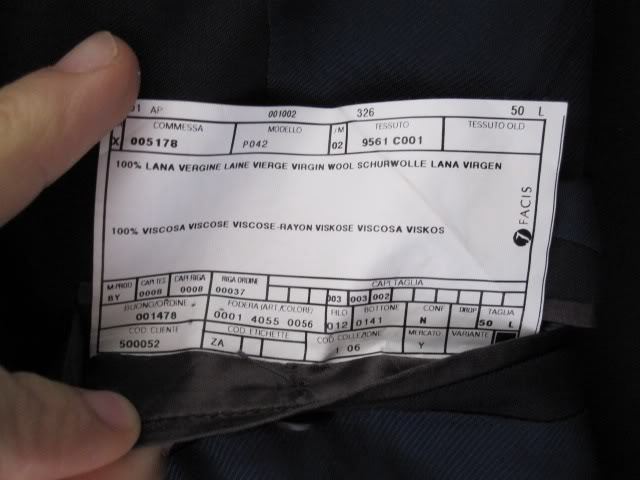 01 AP 001002 326 50 L
COMMESSA MODELLO /M TESSUTO TESSUTO OLD
X 005178 P042 02 9561 C001
100% LANA VERGINE LAINE VIERGE VIRGIN WOOL SCHURWOLLE LANA VIRGEN
FACIS
100% VISCOSA VISCOSE VISCOSE-RAYON VISKOSE VISCOSA VISKOS
M.PROD CAPI TES CAPI RIGA RIGA ORDINE CAPI TAGLIA
BY 0008 0008 00037 003 003 002
BUONO/ORDINE FODERA (ART/COLORE) FILO BOTTONE CONF DROP TAGLIA
001478 0001 4055 0056 012 0141 N 50 L
COD. CLIENTE COD. ETICHETTE COD. COLLEZIONE MERCATO VARIANTE
500052 ZA 1 06 Y